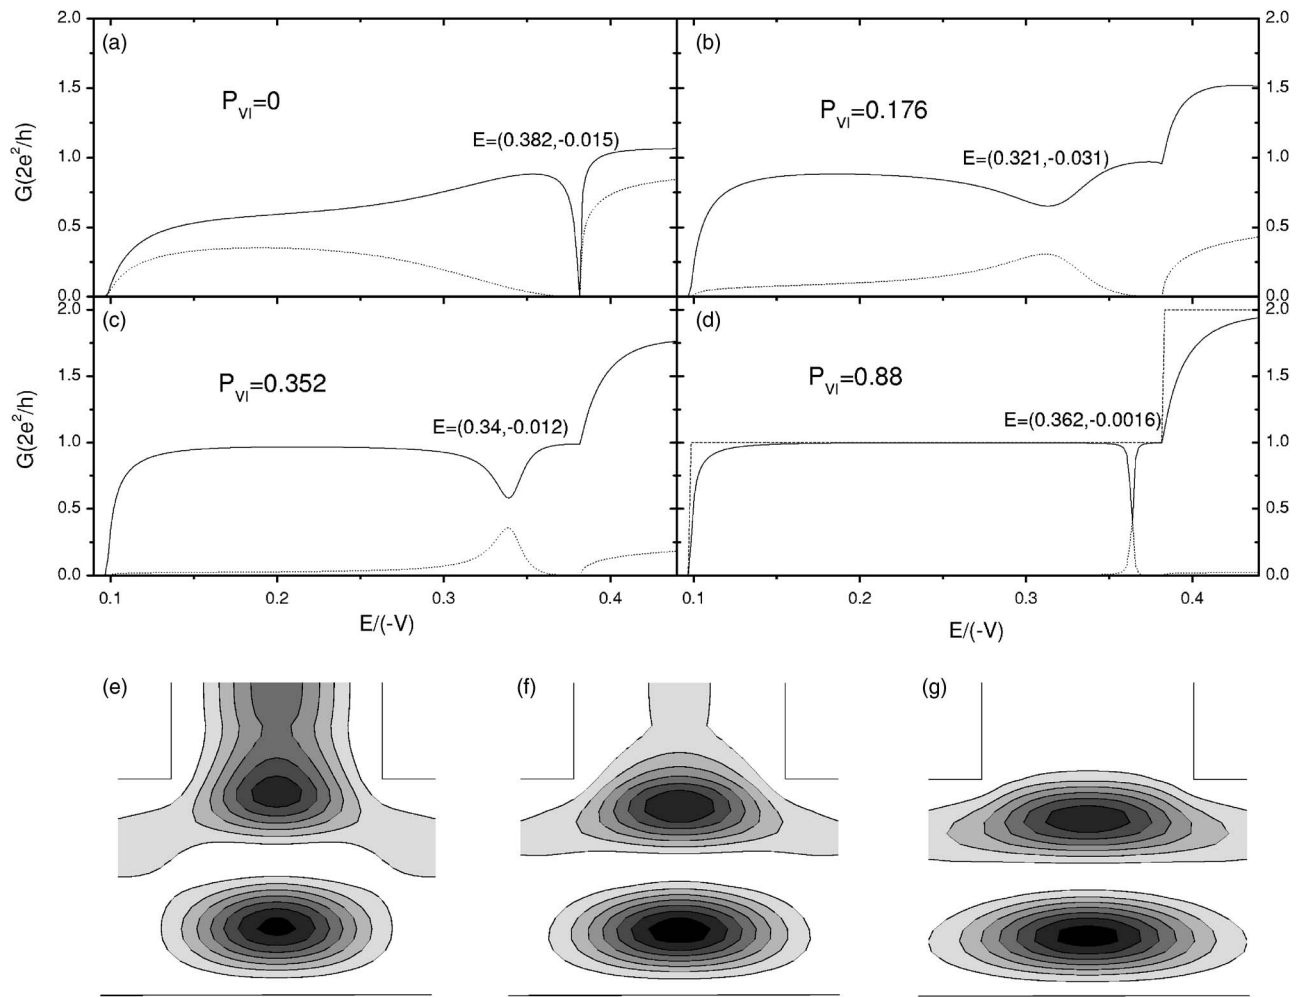 (a)
P_VI=0
E=(0.382,-0.015)
G(2e²/h)
2.0
1.5
1.0
0.5
0.0
(b)
P_VI=0.176
E=(0.321,-0.031)
2.0
1.5
1.0
0.5
0.0
(c)
P_VI=0.352
E=(0.34,-0.012)
G(2e²/h)
2.0
1.5
1.0
0.5
0.0
0.1 0.2 0.3 0.4
E/(-V)
(d)
P_VI=0.88
E=(0.362,-0.0016)
2.0
1.5
1.0
0.5
0.0
0.1 0.2 0.3 0.4
E/(-V)
(e)
(f)
(g)